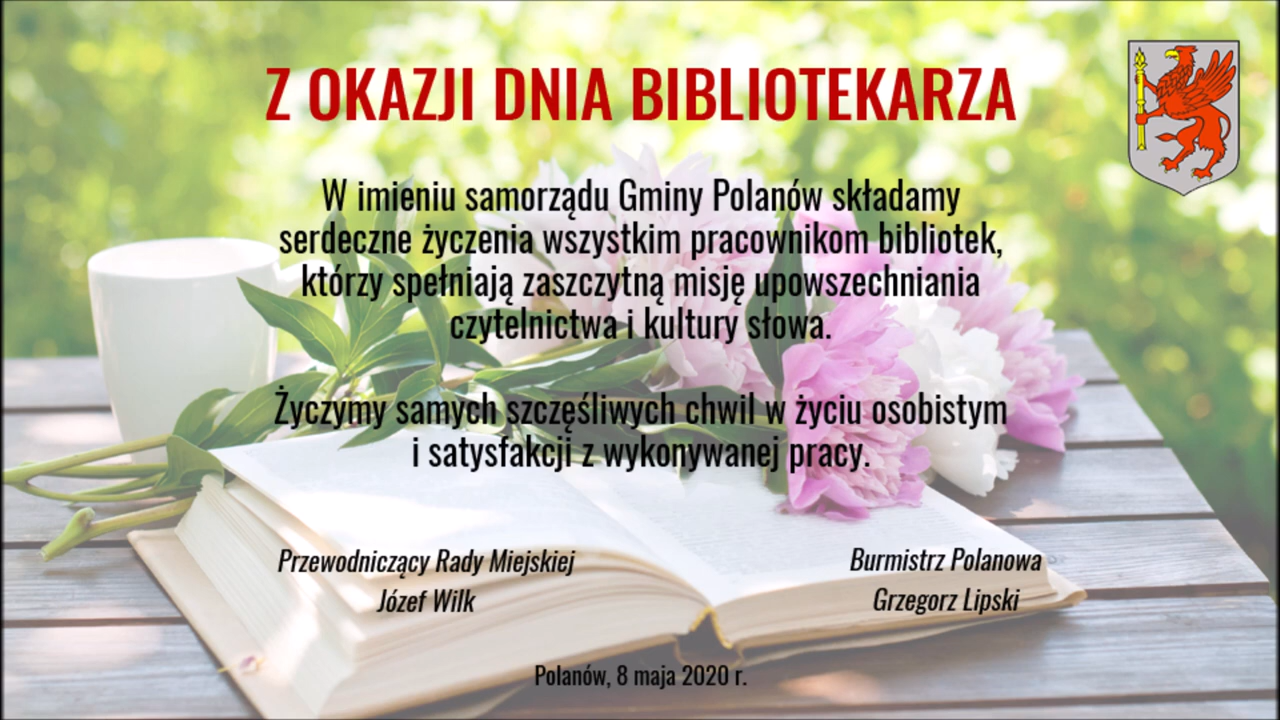 Z OKAZJI DNIA BIBLIOTEKARZA
W imieniu samorządu Gminy Polanów składamy
serdeczne życzenia wszystkim pracownikom bibliotek,
którzy spełniają zaszczytną misję upowszechniania
czytelnictwa i kultury słowa.
Życzymy samych szczęśliwych chwil w życiu osobistym
i satysfakcji z wykonywanej pracy.
Przewodniczący Rady Miejskiej
Józef Wilk
Burmistrz Polanowa
Grzegorz Lipski
Polanów, 8 maja 2020 r.